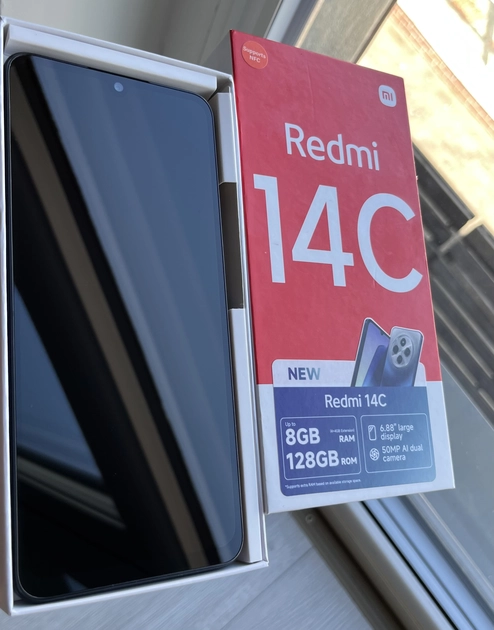 Supports
NFC
mi
Redmi
14C
NEW
Redmi 14C
Up to
8GB
RAM
128GB ROM
6.88" large
display
50MP AI dual
camera